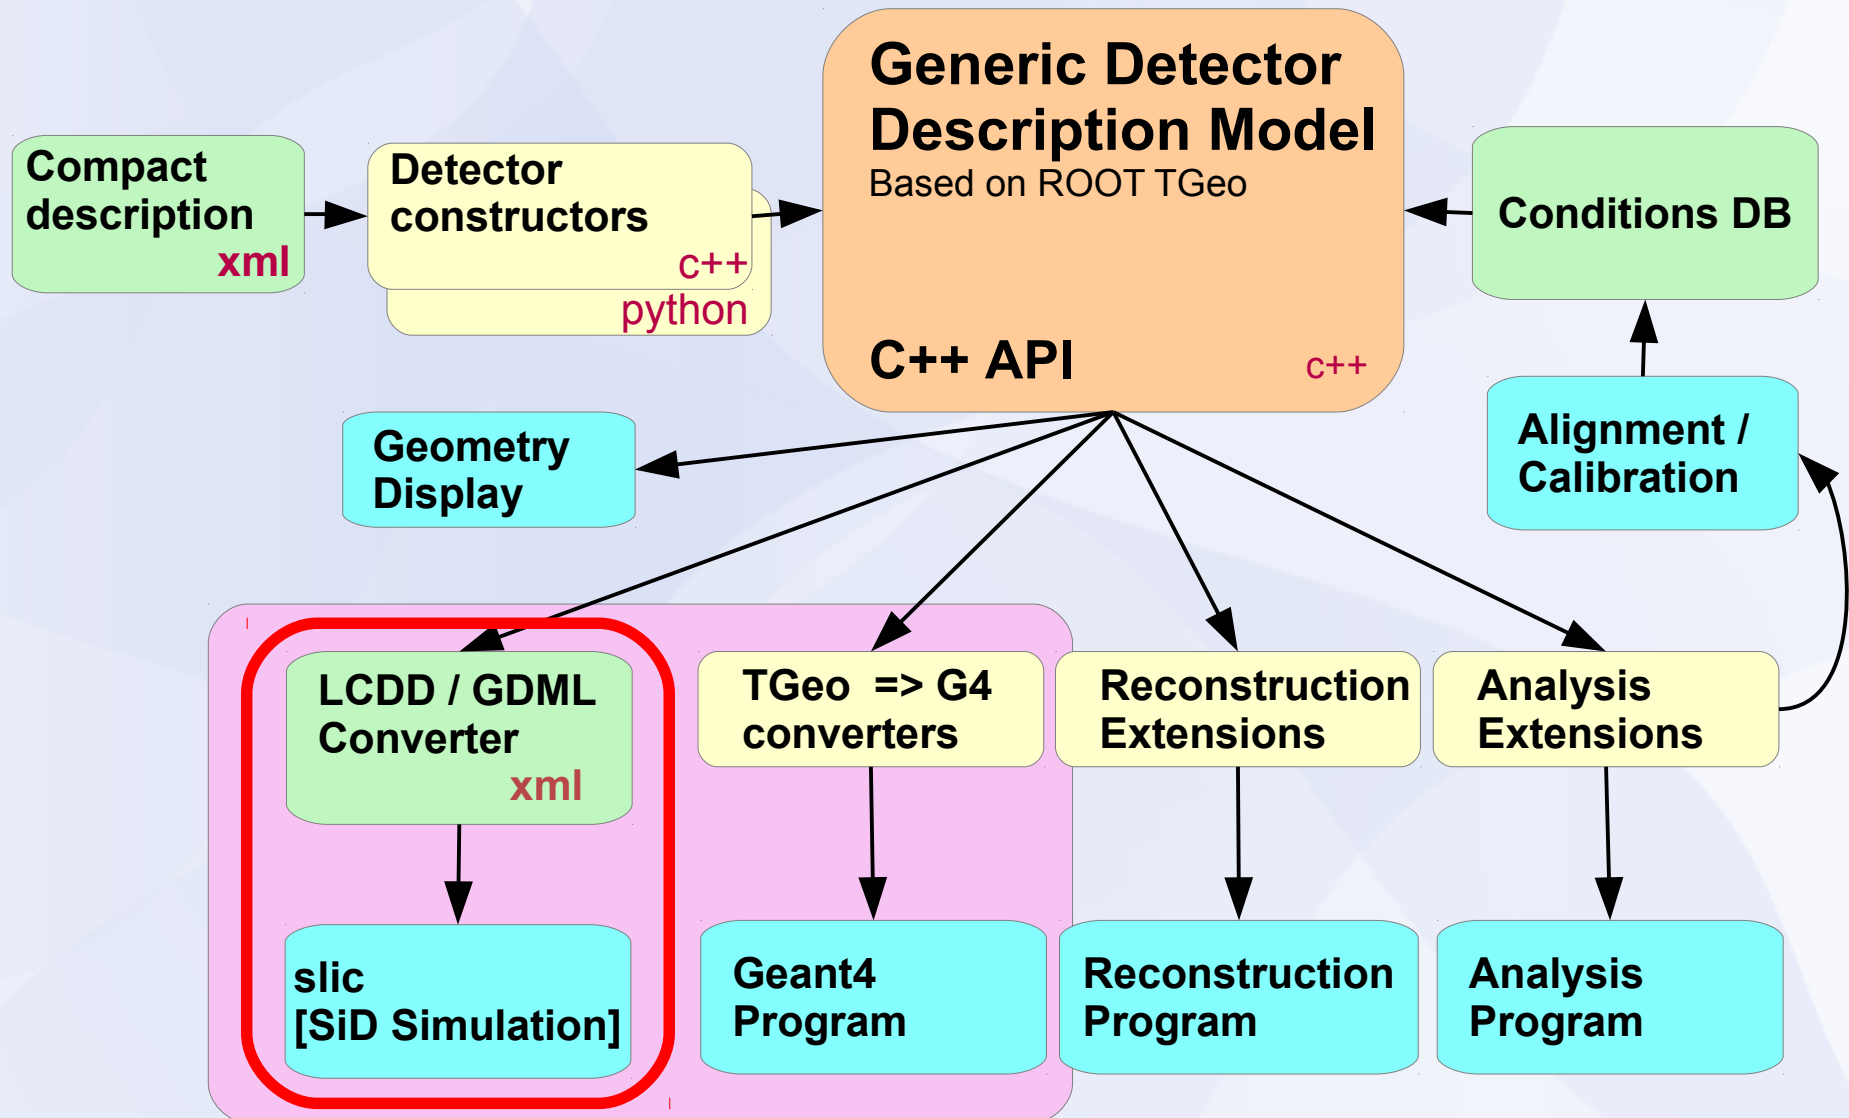 Generic Detector
Description Model
Based on ROOT TGeo
C++ API
c++
Compact
description
xml
Detector
constructors
c++
python
Conditions DB
Geometry
Display
Alignment /
Calibration
LCDD / GDML
Converter
xml
TGeo  => G4
converters
Reconstruction
Extensions
Analysis
Extensions
slic
[SiD Simulation]
Geant4
Program
Reconstruction
Program
Analysis
Program